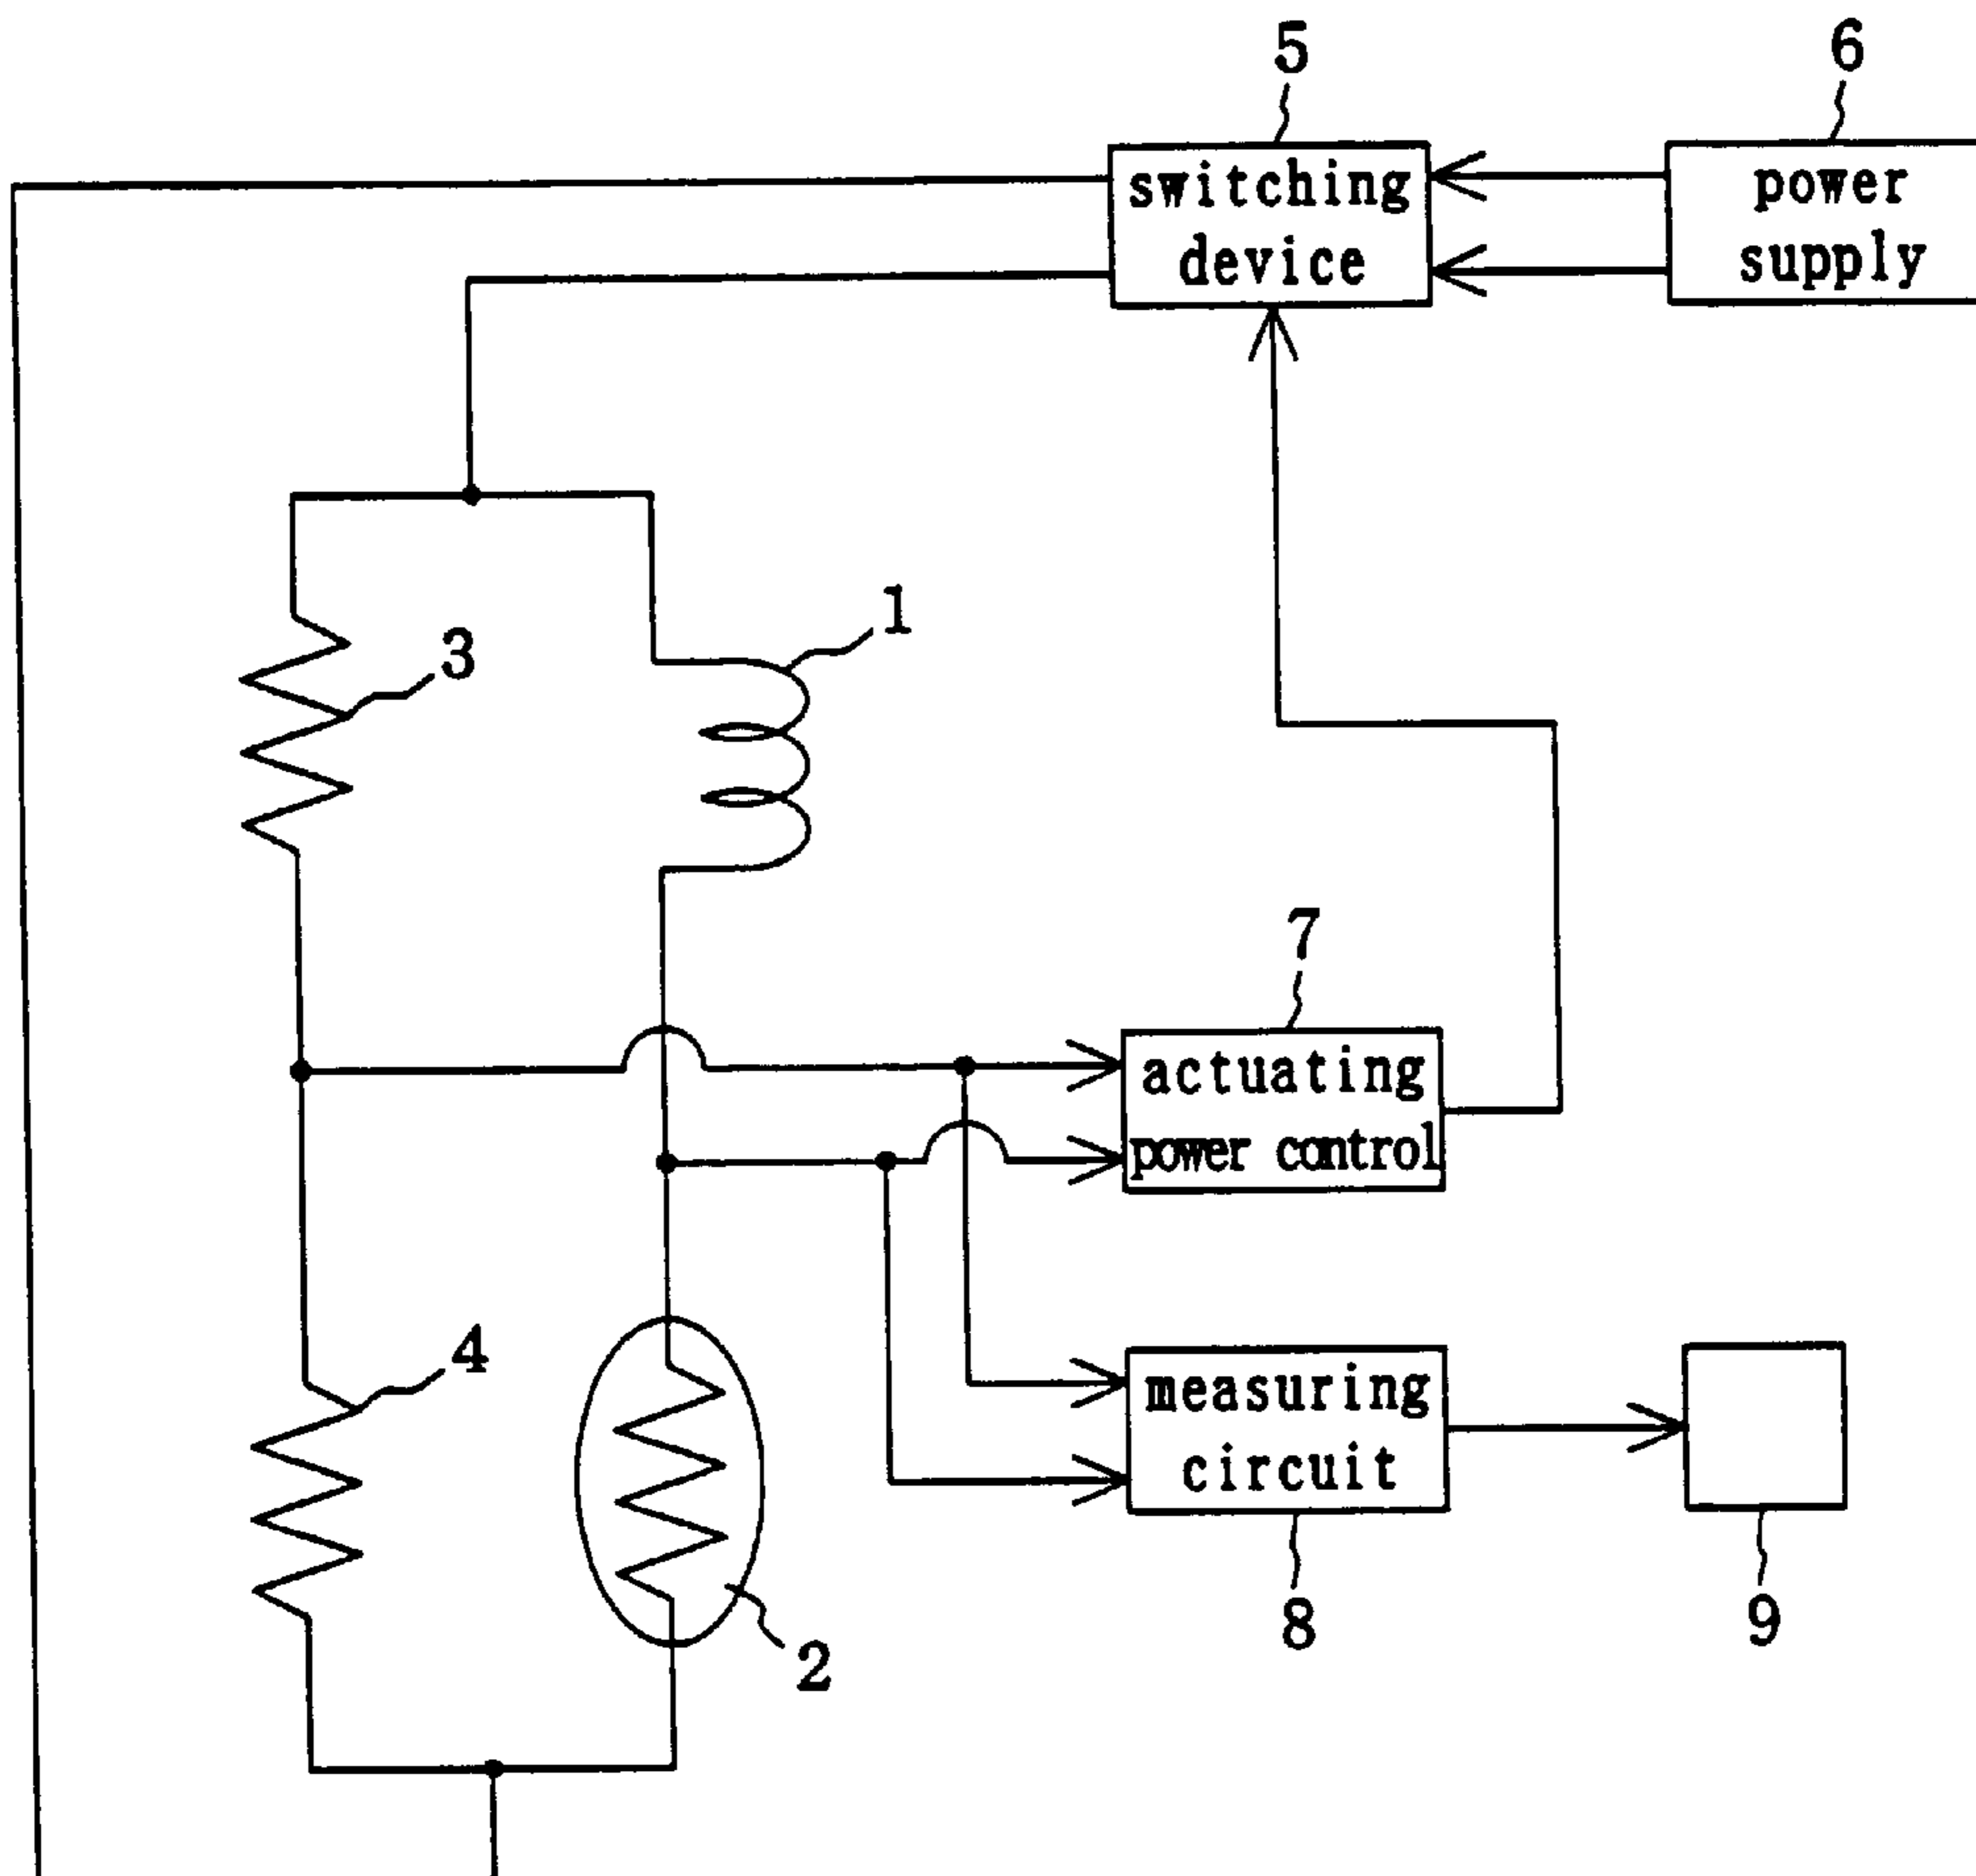 5
6
switching
device
power
supply
1
3
7
actuating
power control
4
measuring
circuit
2
8
9